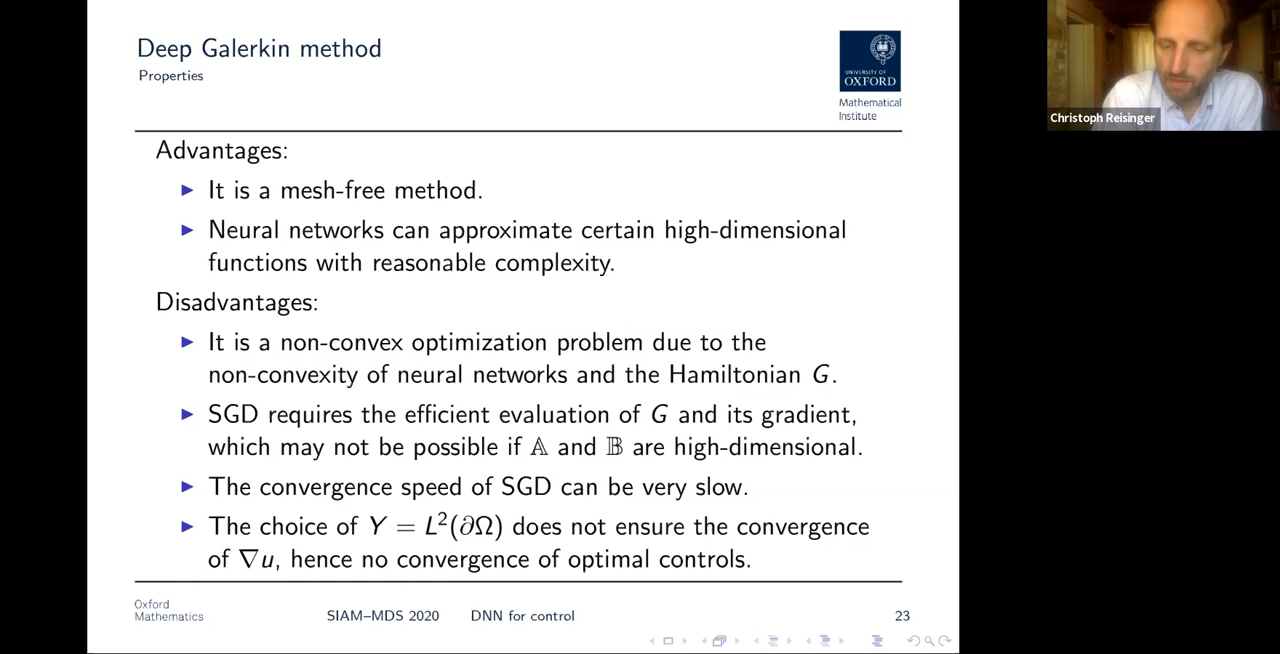 Deep Galerkin method
Properties
UNIVERSITY OF
OXFORD
Mathematical
Institute
Advantages:
It is a mesh-free method.
Neural networks can approximate certain high-dimensional
functions with reasonable complexity.
Disadvantages:
It is a non-convex optimization problem due to the
non-convexity of neural networks and the Hamiltonian G.
SGD requires the efficient evaluation of G and its gradient,
which may not be possible if 𝔸 and 𝔹 are high-dimensional.
The convergence speed of SGD can be very slow.
The choice of Y = L²(∂Ω) does not ensure the convergence
of ∇u, hence no convergence of optimal controls.
Oxford
Mathematics
SIAM–MDS 2020 DNN for control 23
Christoph Reisinger